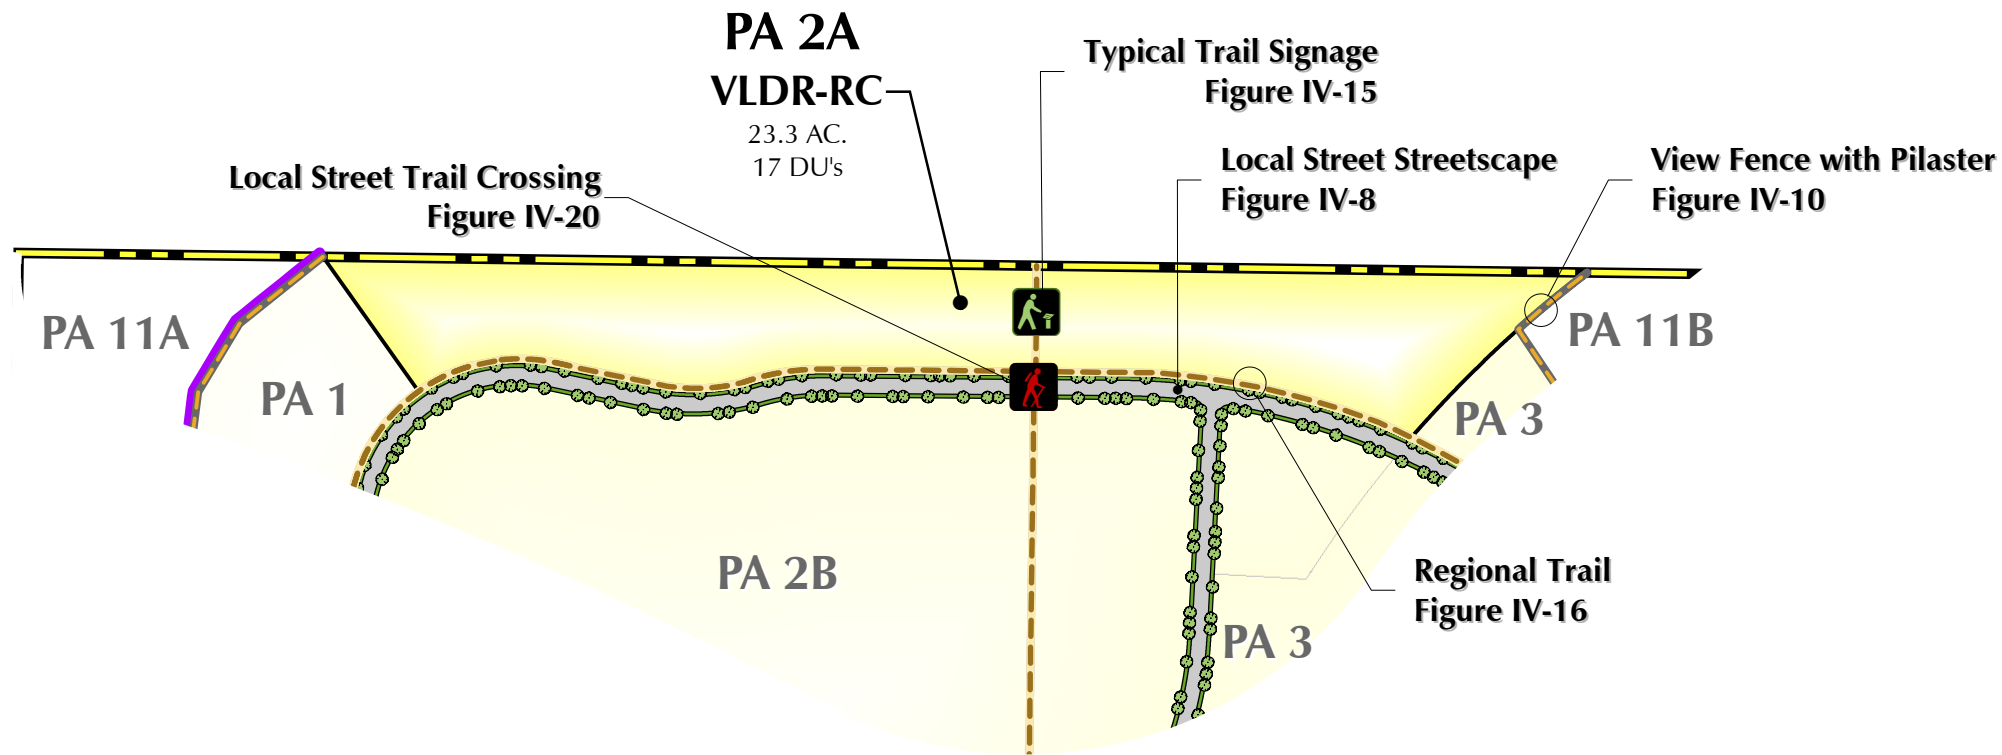 PA 2A
VLDR-RC
23.3 AC.
17 DU's
Typical Trail Signage
Figure IV-15
Local Street Streetscape
Figure IV-8
View Fence with Pilaster
Figure IV-10
Local Street Trail Crossing
Figure IV-20
PA 11A
PA 1
PA 11B
PA 3
PA 2B
Regional Trail
Figure IV-16
PA 3